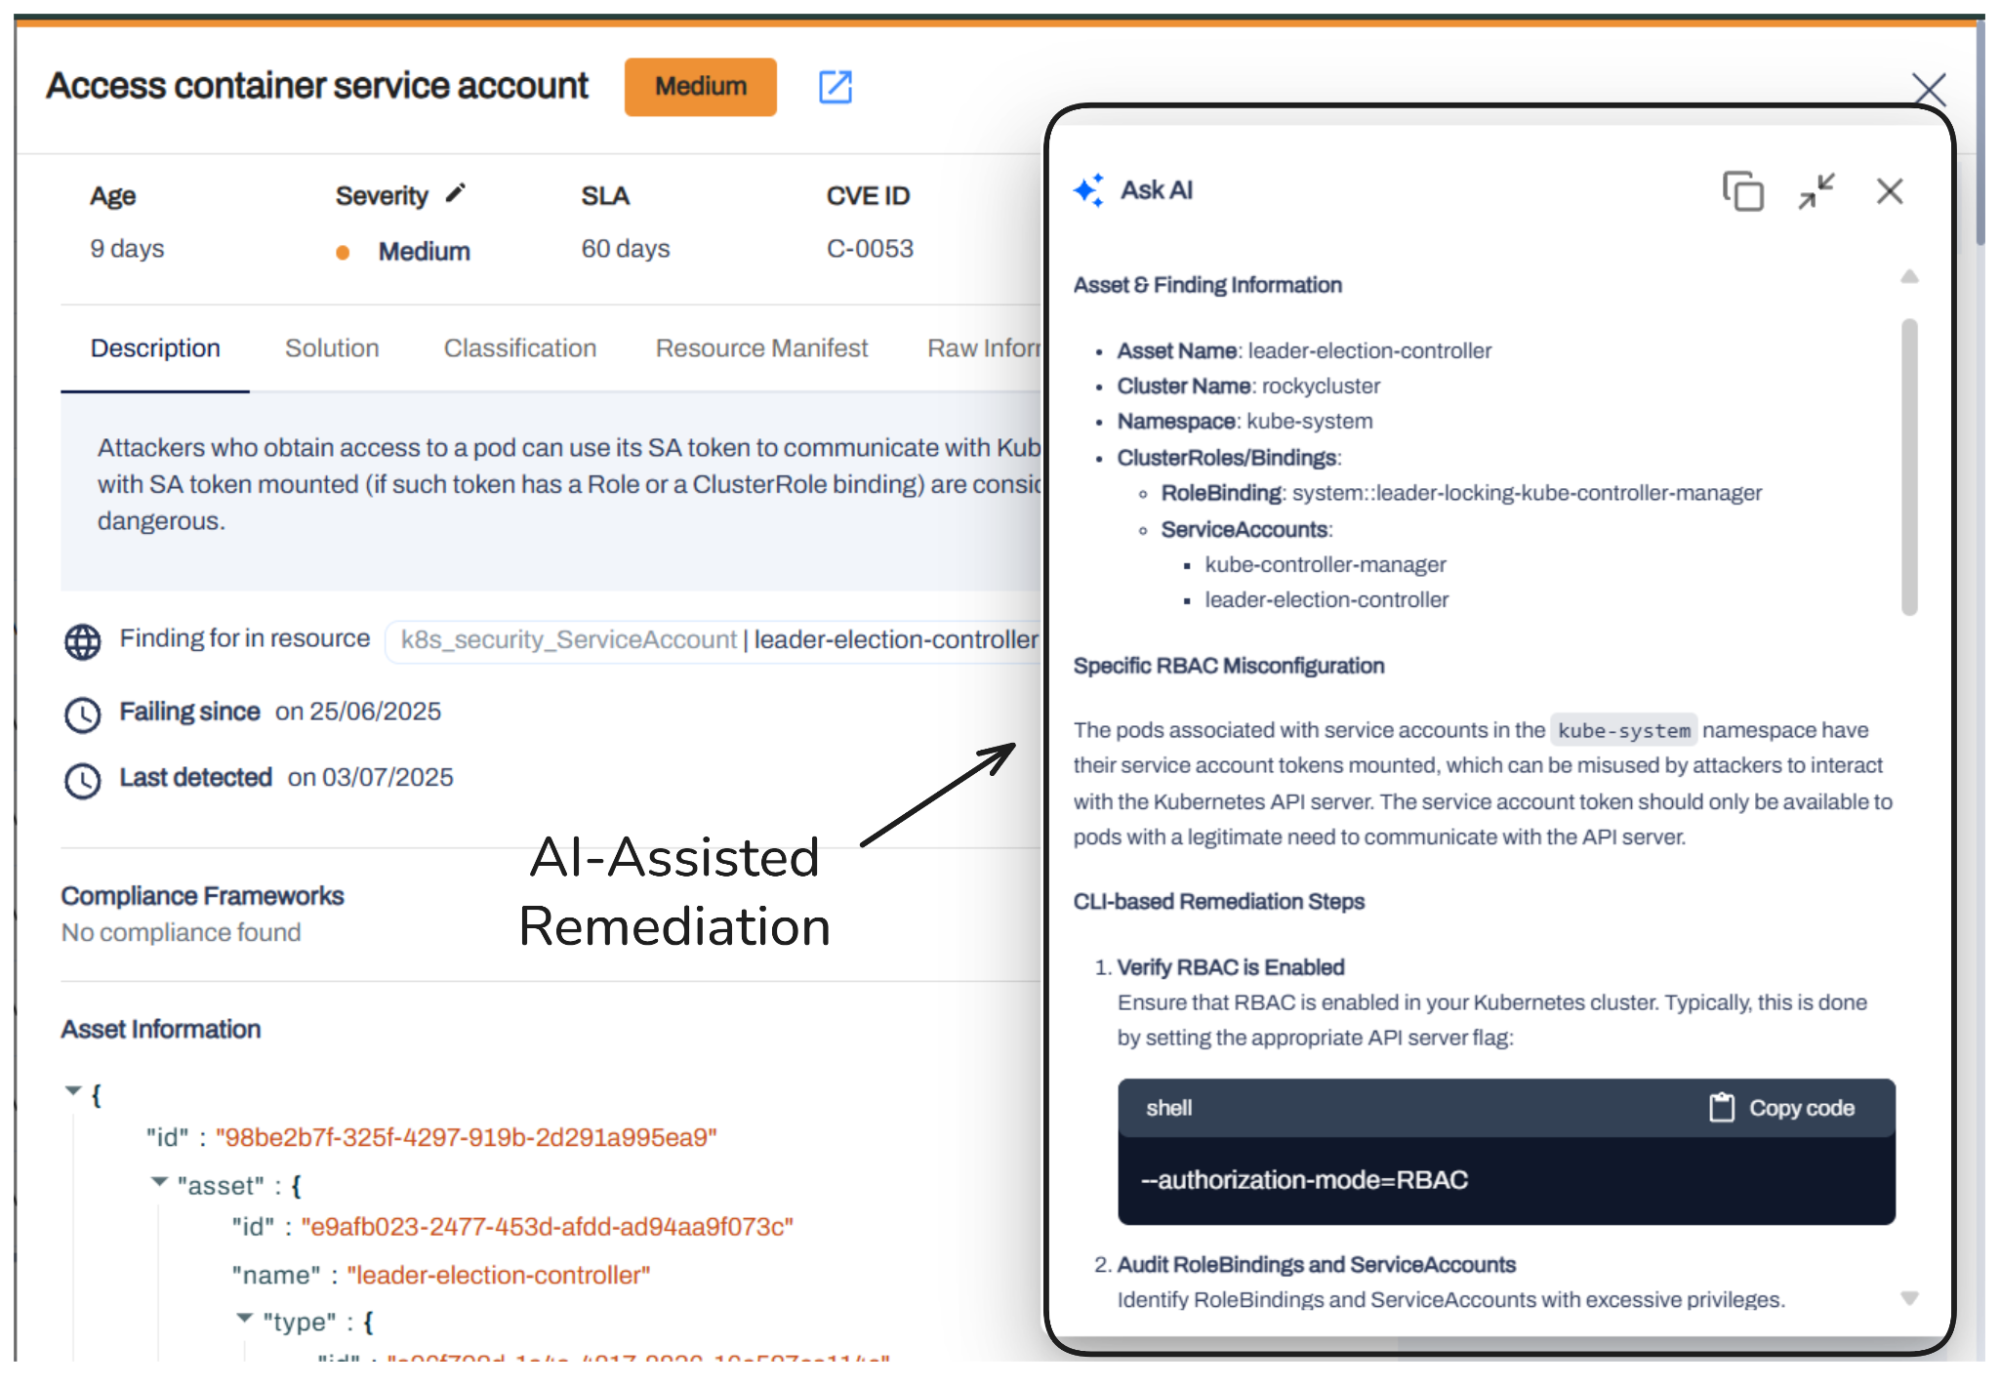 Access container service account
Medium
Age
Severity
SLA
CVE ID
9 days
Medium
60 days
C-0053
Description
Solution
Classification
Resource Manifest
Raw Infor
Attackers who obtain access to a pod can use its SA token to communicate with Kub
with SA token mounted (if such token has a Role or a ClusterRole binding) are consid
dangerous.
Finding for in resource
k8s_security_ServiceAccount | leader-election-controller
Failing since on 25/06/2025
Last detected on 03/07/2025
AI-Assisted
Remediation
Compliance Frameworks
No compliance found
Asset Information
{
"id" : "98be2b7f-325f-4297-919b-2d291a995ea9"
"asset" : {
"id" : "e9afb023-2477-453d-afdd-ad94aa9f073c"
"name" : "leader-election-controller"
"type" : {
"id" :
Ask AI
Asset & Finding Information
• Asset Name: leader-election-controller
• Cluster Name: rockycluster
• Namespace: kube-system
• ClusterRoles/Bindings:
◦ RoleBinding: system::leader-locking-kube-controller-manager
◦ ServiceAccounts:
▪ kube-controller-manager
▪ leader-election-controller
Specific RBAC Misconfiguration
The pods associated with service accounts in the kube-system namespace have
their service account tokens mounted, which can be misused by attackers to interact
with the Kubernetes API server. The service account token should only be available to
pods with a legitimate need to communicate with the API server.
CLI-based Remediation Steps
1. Verify RBAC is Enabled
Ensure that RBAC is enabled in your Kubernetes cluster. Typically, this is done
by setting the appropriate API server flag:
shell
Copy code
--authorization-mode=RBAC
2. Audit RoleBindings and ServiceAccounts
Identify RoleBindings and ServiceAccounts with excessive privileges.